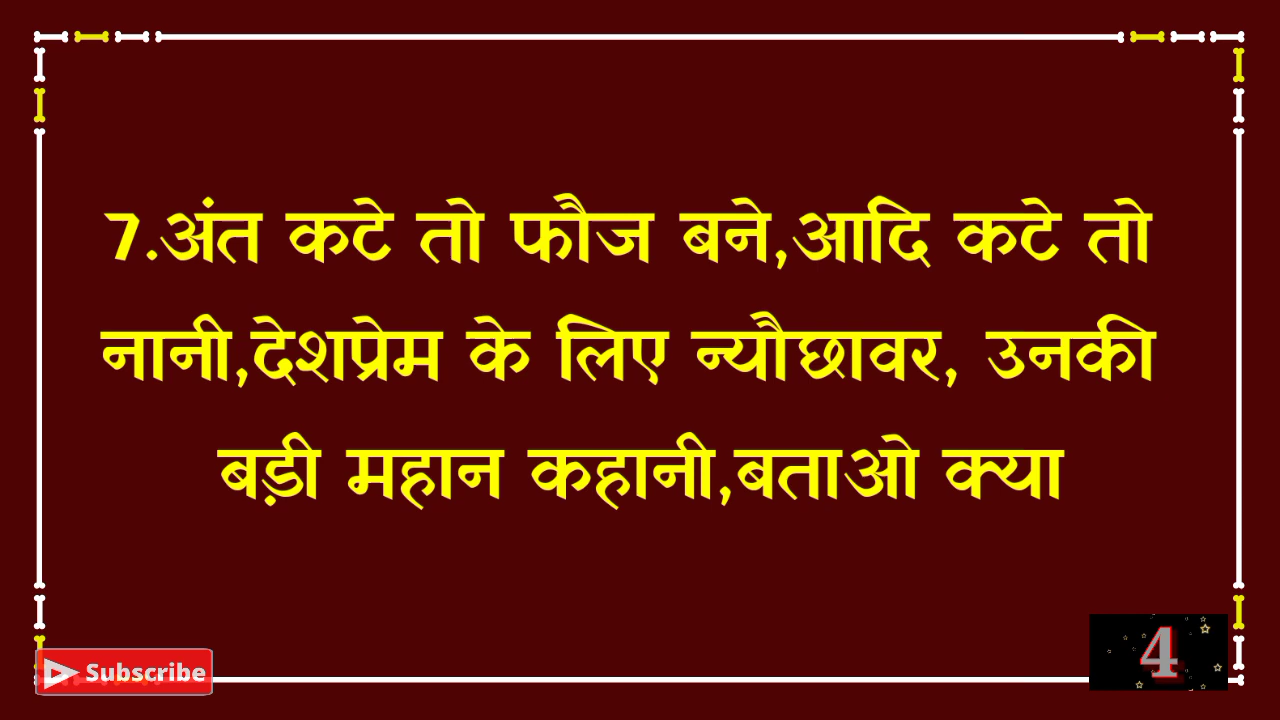 7.अंत कटे तो फौज बने,आदि कटे तो
नानी,देशप्रेम के लिए न्यौछावर, उनकी
बड़ी महान कहानी,बताओ क्या
Subscribe
4